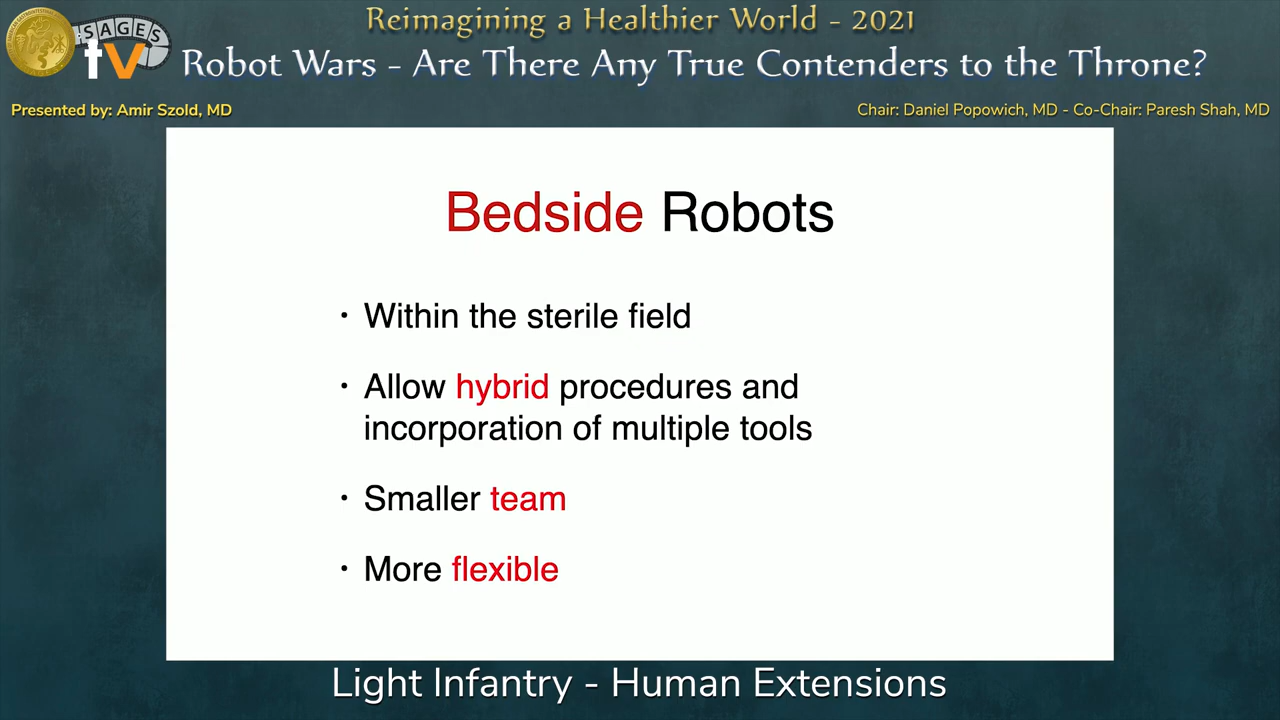 Reimagining a Healthier World - 2021
SAGES
tv
Robot Wars - Are There Any True Contenders to the Throne?
Presented by: Amir Szold, MD
Chair: Daniel Popowich, MD - Co-Chair: Paresh Shah, MD
Bedside Robots
· Within the sterile field
· Allow hybrid procedures and
incorporation of multiple tools
· Smaller team
· More flexible
Light Infantry - Human Extensions